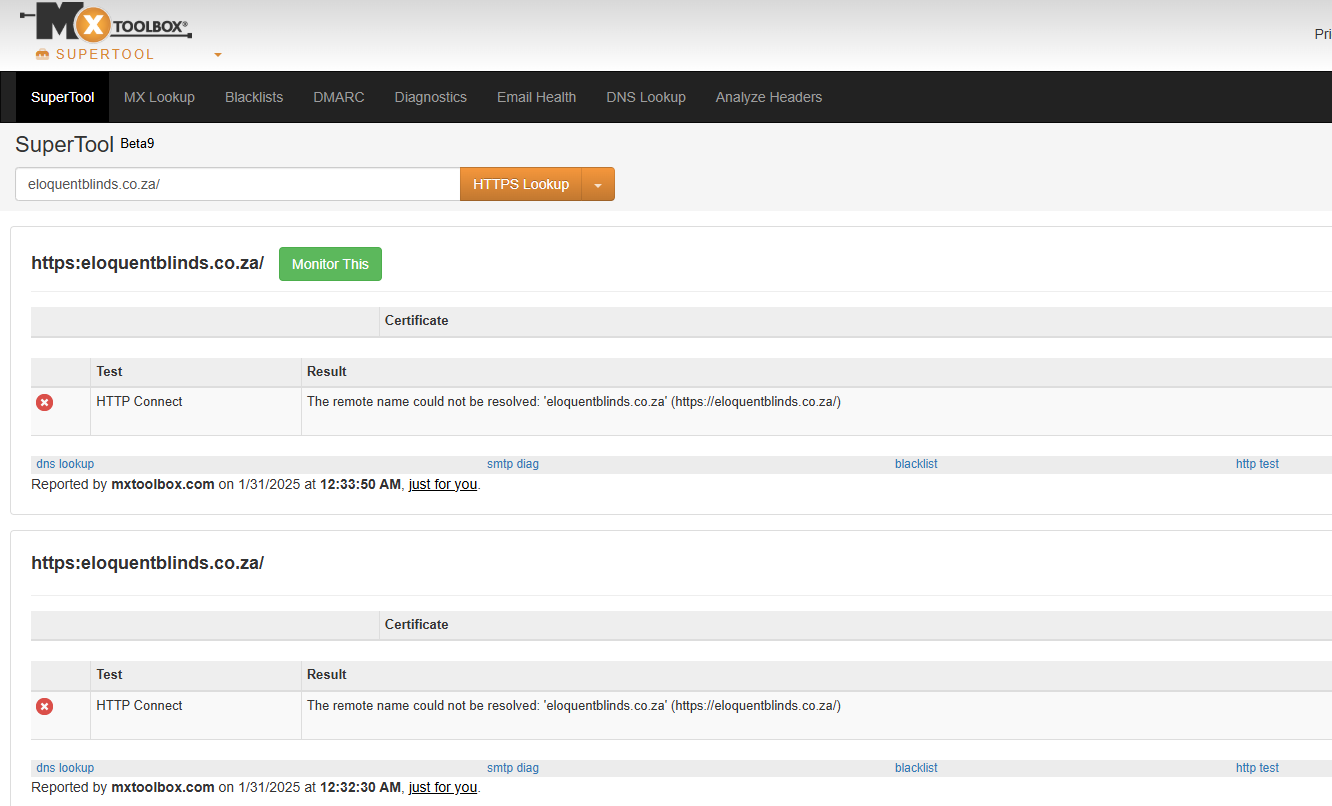 MX TOOLBOX®
SUPERTOOL
Pri
SuperTool MX Lookup Blacklists DMARC Diagnostics Email Health DNS Lookup Analyze Headers
SuperTool Beta9
eloquentblinds.co.za/ HTTPS Lookup
https:eloquentblinds.co.za/ Monitor This
Certificate
Test Result
HTTP Connect The remote name could not be resolved: 'eloquentblinds.co.za' (https://eloquentblinds.co.za/)
dns lookup smtp diag blacklist http test
Reported by mxtoolbox.com on 1/31/2025 at 12:33:50 AM, just for you.
https:eloquentblinds.co.za/
Certificate
Test Result
HTTP Connect The remote name could not be resolved: 'eloquentblinds.co.za' (https://eloquentblinds.co.za/)
dns lookup smtp diag blacklist http test
Reported by mxtoolbox.com on 1/31/2025 at 12:32:30 AM, just for you.